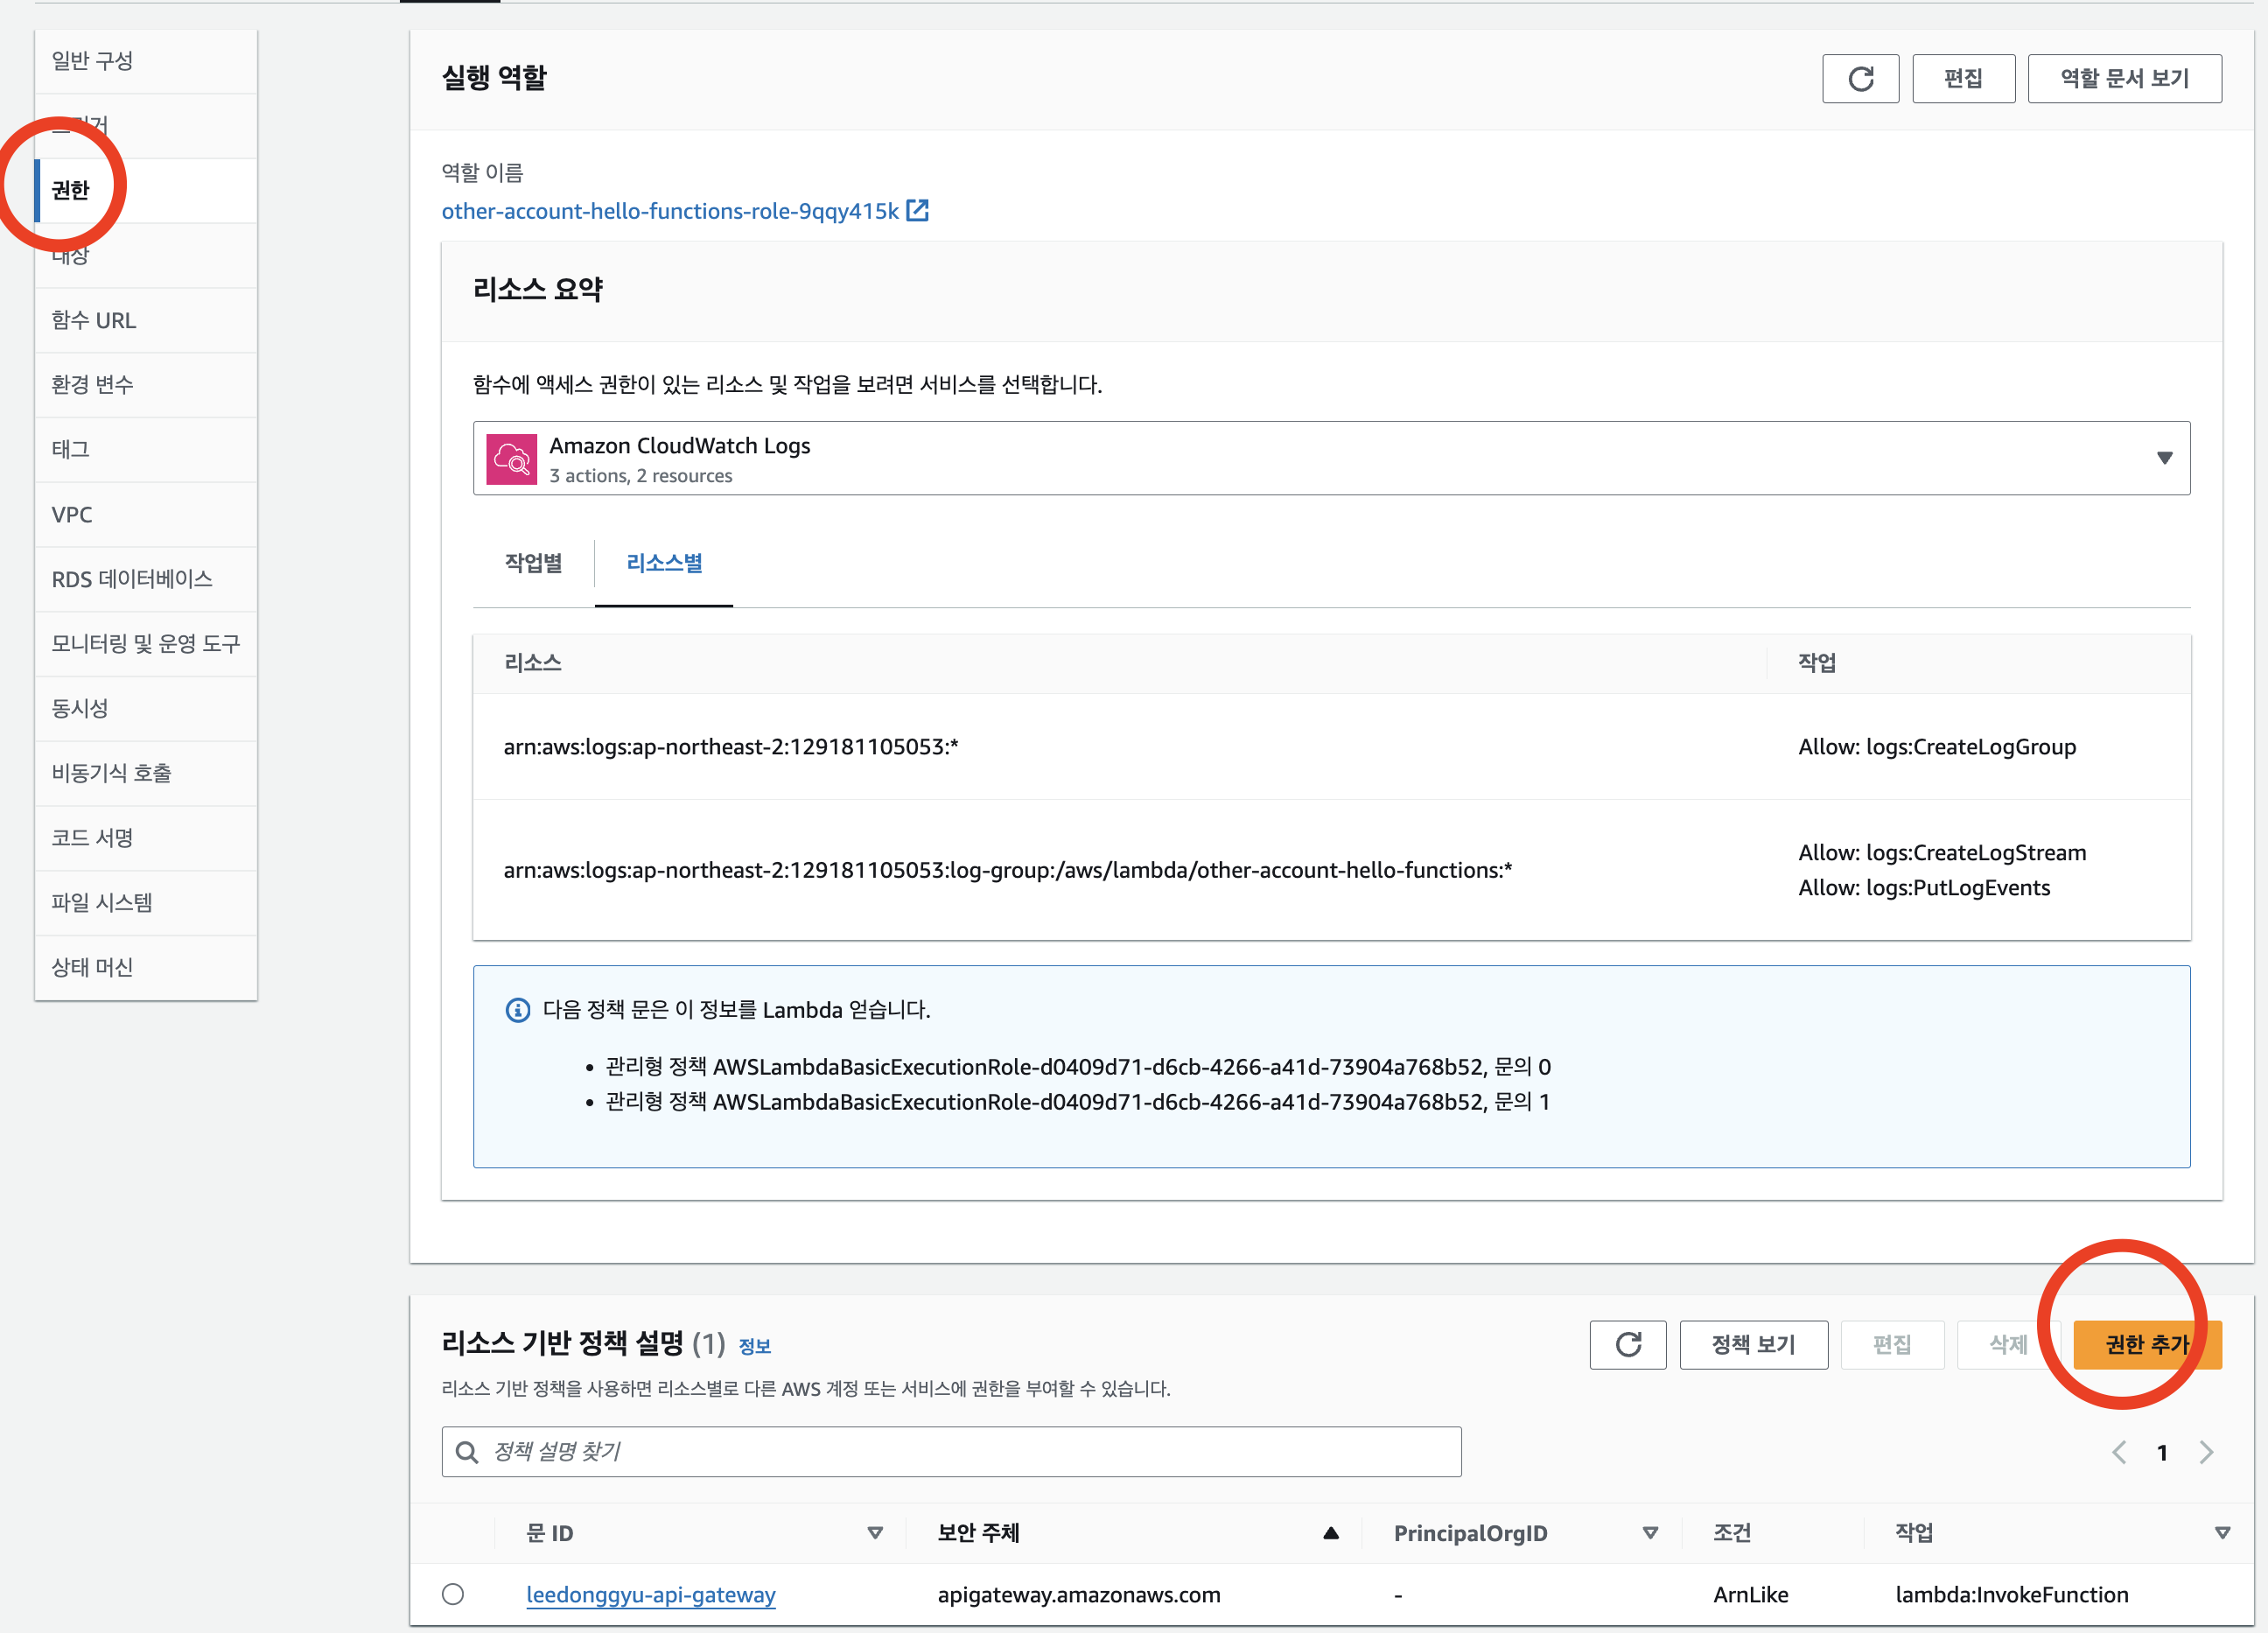 일반 구성
트리거
권한
대상
함수 URL
환경 변수
태그
VPC
RDS 데이터베이스
모니터링 및 운영 도구
동시성
비동기식 호출
코드 서명
파일 시스템
상태 머신
실행 역할
편집
역할 문서 보기
역할 이름
other-account-hello-functions-role-9qqy415k
리소스 요약
함수에 액세스 권한이 있는 리소스 및 작업을 보려면 서비스를 선택합니다.
Amazon CloudWatch Logs
3 actions, 2 resources
작업별 리소스별
리소스 작업
arn:aws:logs:ap-northeast-2:129181105053:* Allow: logs:CreateLogGroup
arn:aws:logs:ap-northeast-2:129181105053:log-group:/aws/lambda/other-account-hello-functions:* Allow: logs:CreateLogStream
Allow: logs:PutLogEvents
다음 정책 문은 이 정보를 Lambda 얻습니다.
• 관리형 정책 AWSLambdaBasicExecutionRole-d0409d71-d6cb-4266-a41d-73904a768b52, 문의 0
• 관리형 정책 AWSLambdaBasicExecutionRole-d0409d71-d6cb-4266-a41d-73904a768b52, 문의 1
리소스 기반 정책 설명 (1) 정보
정책 보기 편집 삭제 권한 추가
리소스 기반 정책을 사용하면 리소스별로 다른 AWS 계정 또는 서비스에 권한을 부여할 수 있습니다.
정책 설명 찾기
1
문 ID 보안 주체 PrincipalOrgID 조건 작업
leedonggyu-api-gateway apigateway.amazonaws.com - ArnLike lambda:InvokeFunction